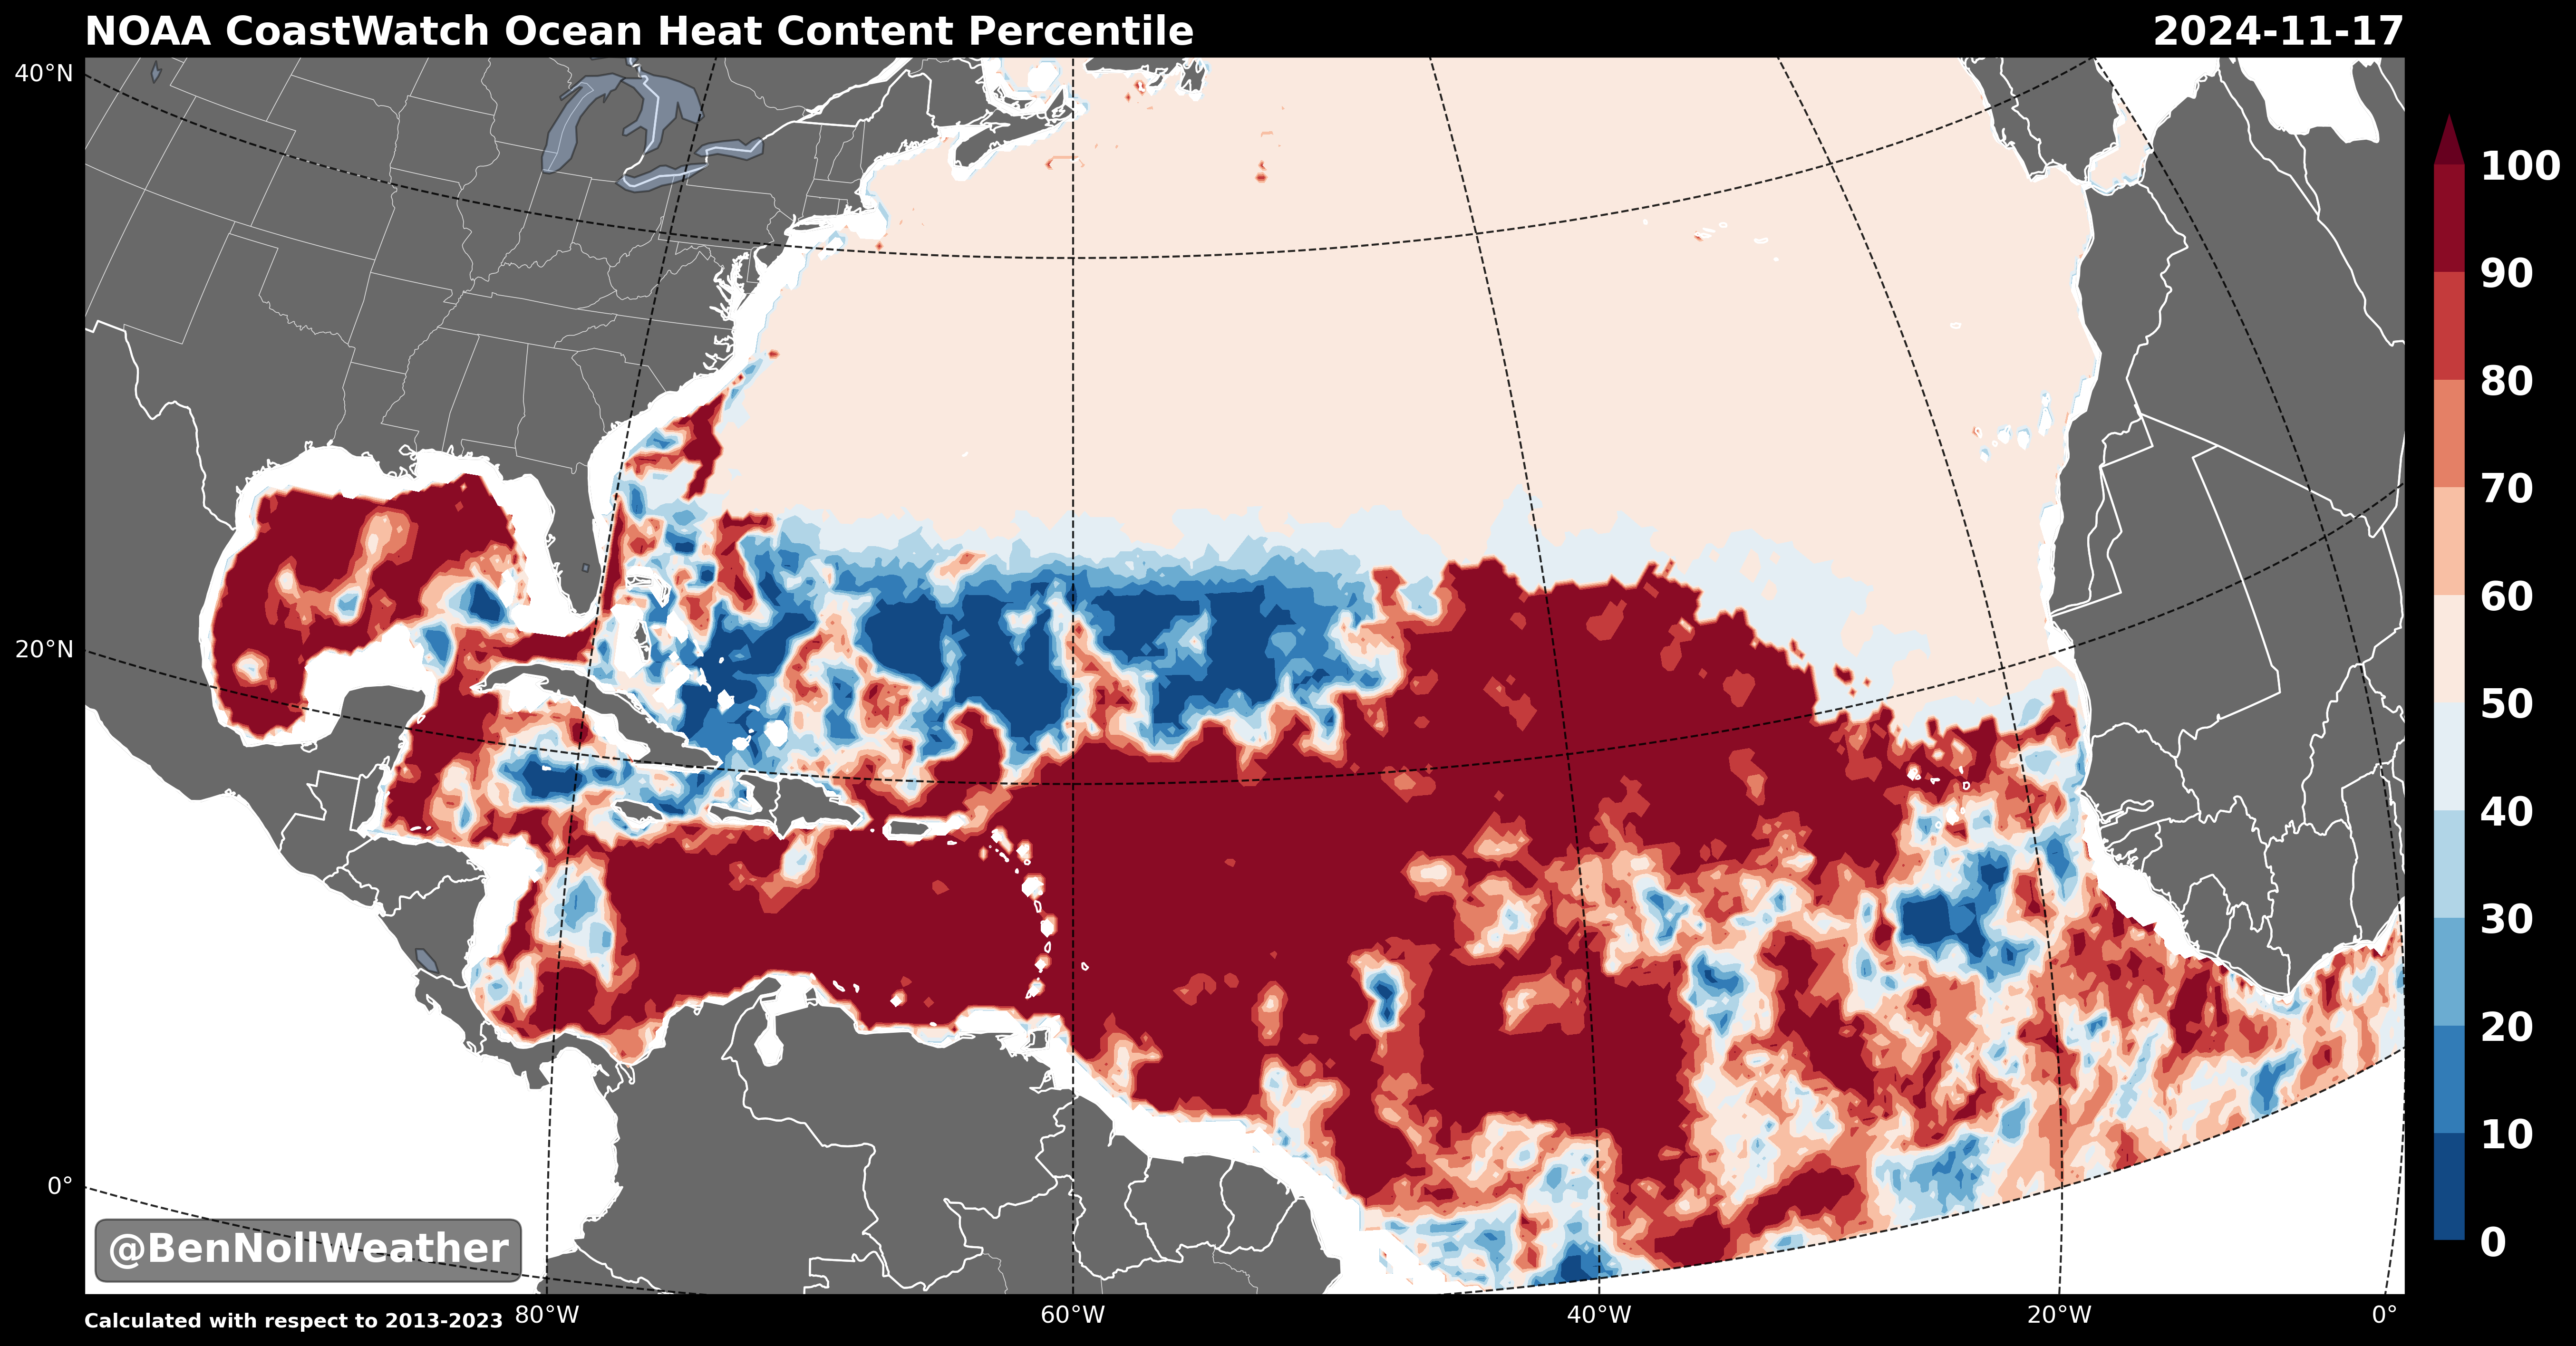 NOAA CoastWatch Ocean Heat Content Percentile 2024-11-17
40°N
20°N
0°
100
90
80
70
60
50
40
30
20
10
0
@BenNollWeather
Calculated with respect to 2013-2023 80°W 60°W 40°W 20°W 0°